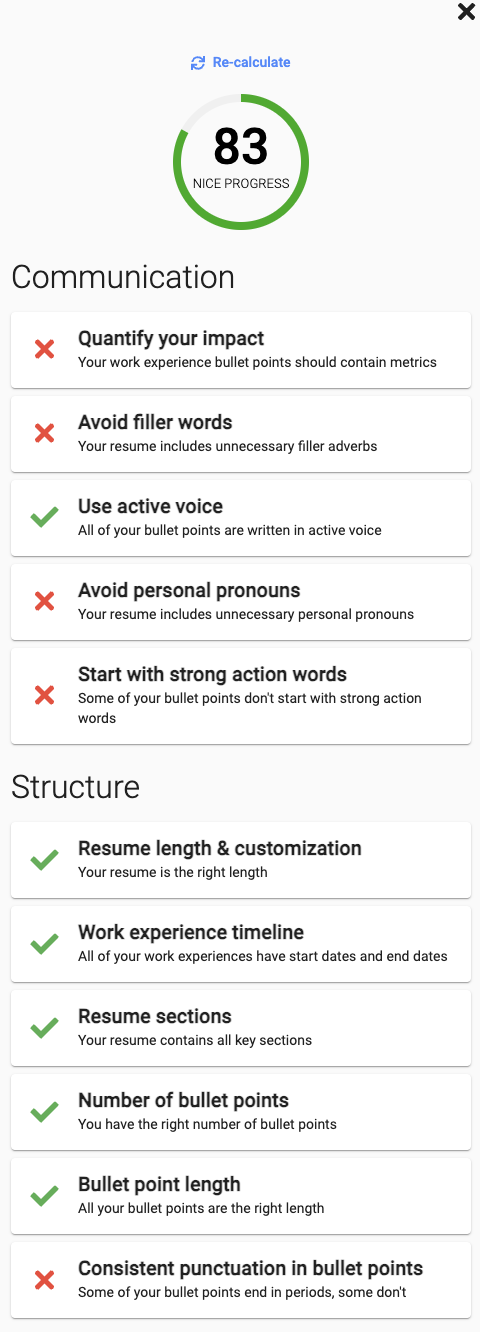 Re-calculate
83
NICE PROGRESS
Communication
Quantify your impact
Your work experience bullet points should contain metrics
Avoid filler words
Your resume includes unnecessary filler adverbs
Use active voice
All of your bullet points are written in active voice
Avoid personal pronouns
Your resume includes unnecessary personal pronouns
Start with strong action words
Some of your bullet points don't start with strong action
words
Structure
Resume length & customization
Your resume is the right length
Work experience timeline
All of your work experiences have start dates and end dates
Resume sections
Your resume contains all key sections
Number of bullet points
You have the right number of bullet points
Bullet point length
All your bullet points are the right length
Consistent punctuation in bullet points
Some of your bullet points end in periods, some don't